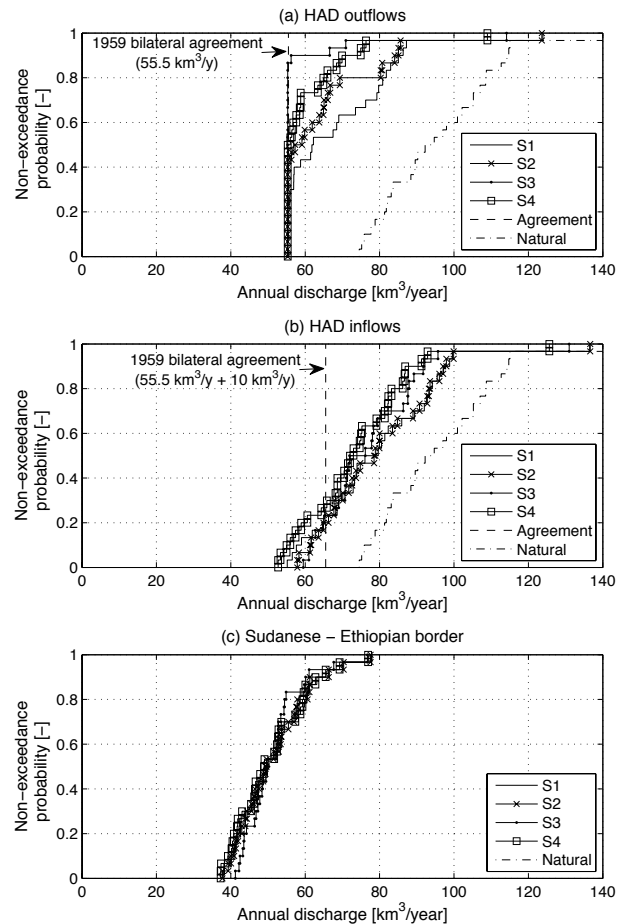 (a) HAD outflows
1959 bilateral agreement
(55.5 km³/y)
Non-exceedance
probability [–]
1
0.8
0.6
0.4
0.2
0
S1
S2
S3
S4
Agreement
Natural
0 20 40 60 80 100 120 140
Annual discharge [km³/year]
(b) HAD inflows
1959 bilateral agreement
(55.5 km³/y + 10 km³/y)
Non-exceedance
probability [–]
1
0.8
0.6
0.4
0.2
0
S1
S2
S3
S4
Agreement
Natural
0 20 40 60 80 100 120 140
Annual discharge [km³/year]
(c) Sudanese – Ethiopian border
Non-exceedance
probability [–]
1
0.8
0.6
0.4
0.2
0
S1
S2
S3
S4
Natural
0 20 40 60 80 100 120 140
Annual discharge [km³/year]